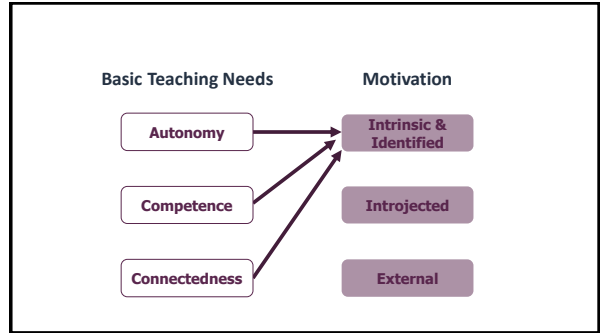 Basic Teaching Needs
Motivation
Autonomy
Intrinsic &
Identified
Competence
Introjected
Connectedness
External